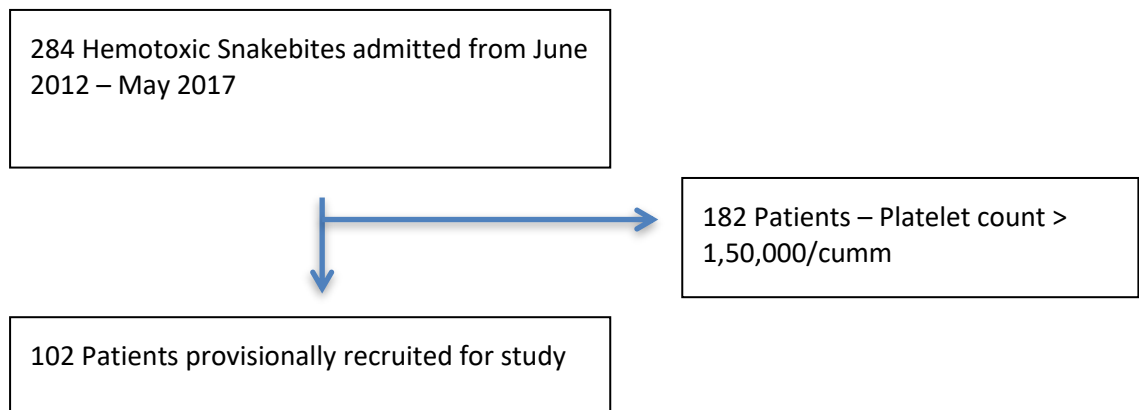 284 Hemotoxic Snakebites admitted from June
2012 – May 2017
182 Patients – Platelet count >
1,50,000/cumm
102 Patients provisionally recruited for study